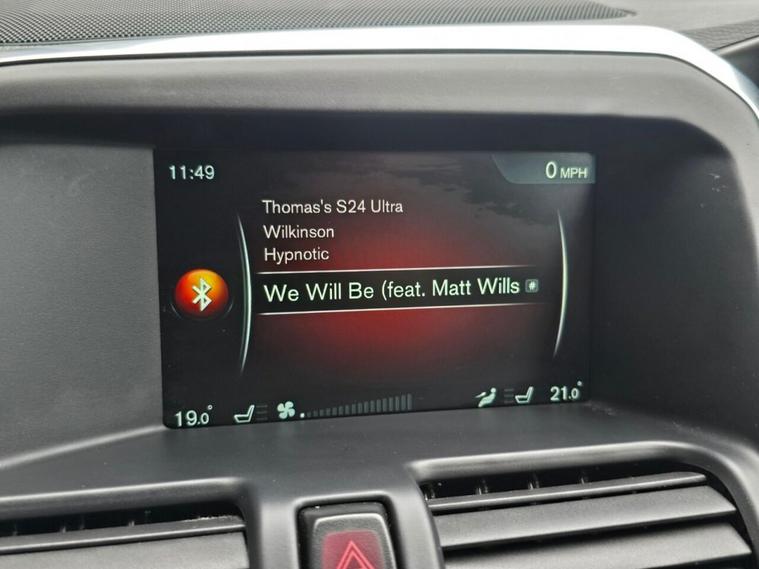 11:49
0 MPH
Thomas's S24 Ultra
Wilkinson
Hypnotic
We Will Be (feat. Matt Wills #
19.0°
21.0°